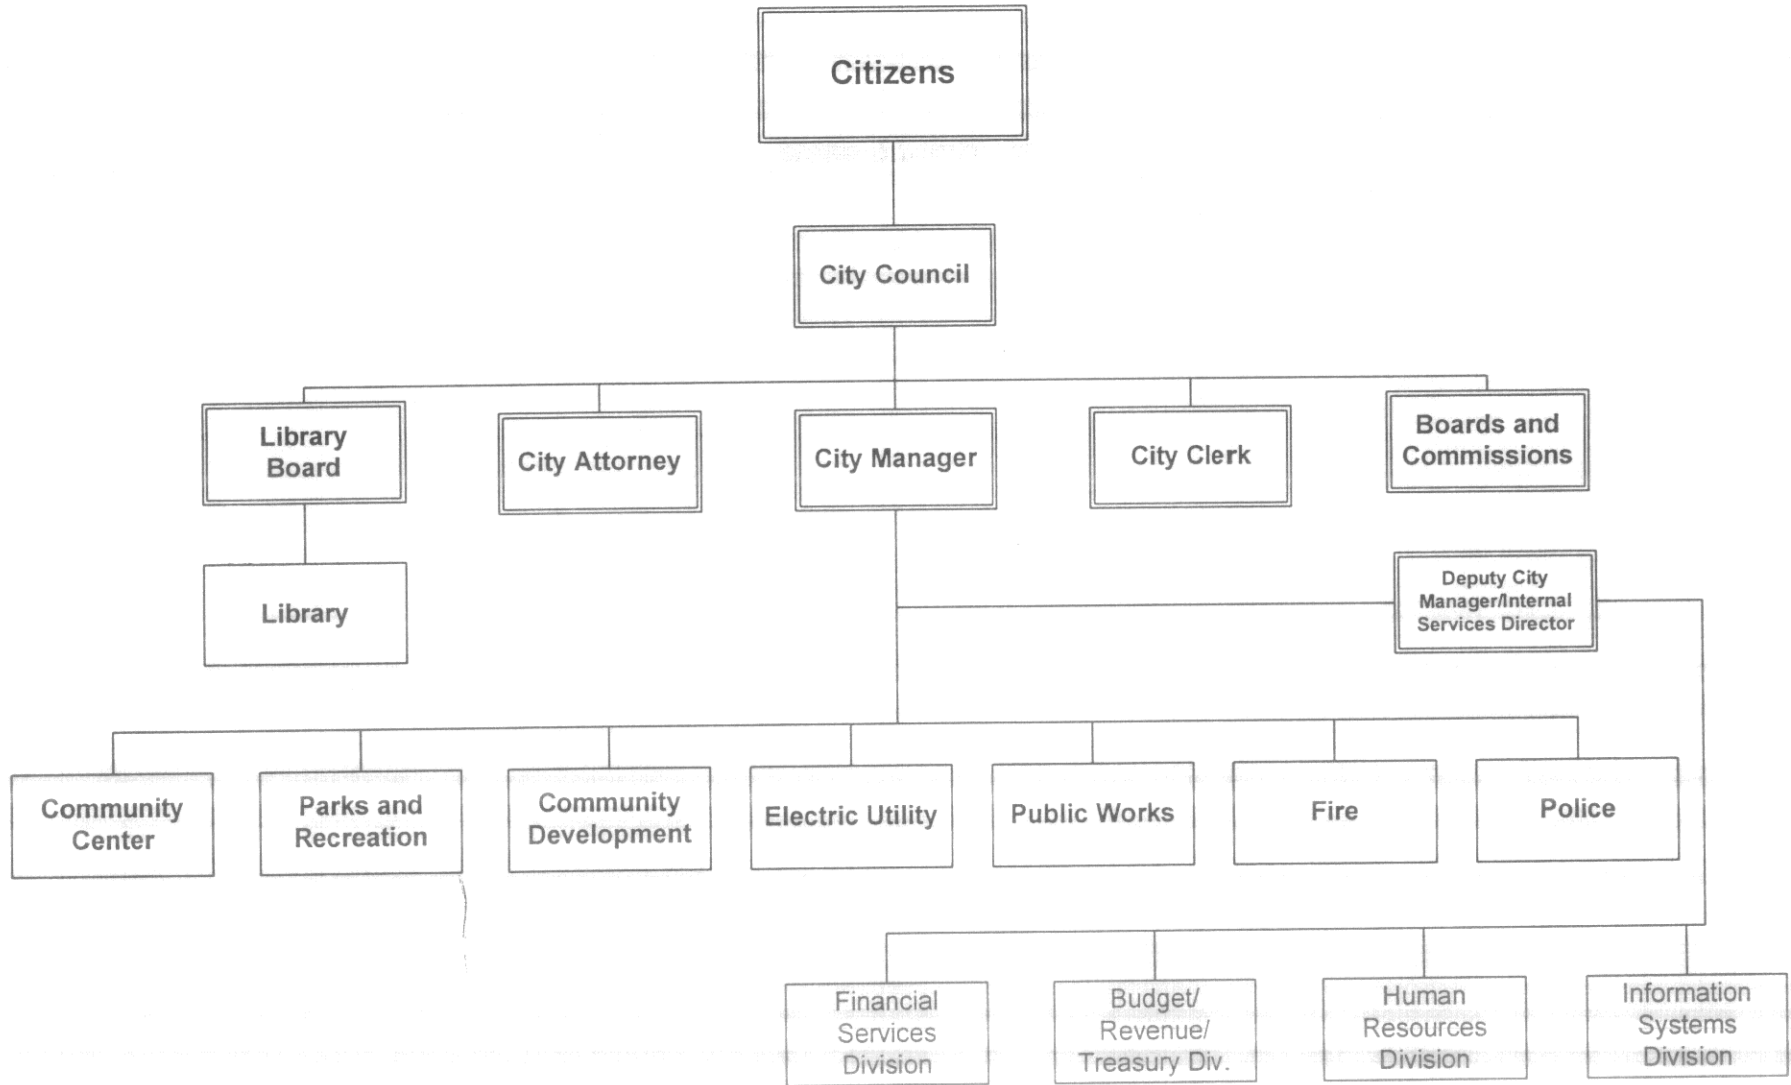 Citizens
City Council
Library
Board
City Attorney
City Manager
City Clerk
Boards and
Commissions
Library
Deputy City
Manager/Internal
Services Director
Community
Center
Parks and
Recreation
Community
Development
Electric Utility
Public Works
Fire
Police
Financial
Services
Division
Budget/
Revenue/
Treasury Div.
Human
Resources
Division
Information
Systems
Division